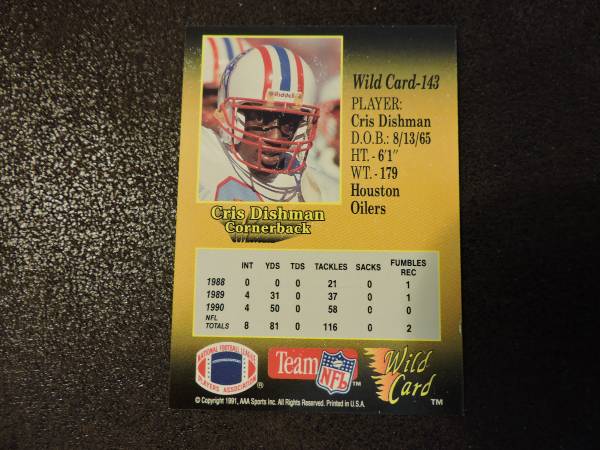 Riddell
Wild Card-143
PLAYER:
Cris Dishman
D.O.B.: 8/13/65
HT. - 6'1"
WT. - 179
Houston
Oilers
Cris Dishman
Cornerback
INT YDS TDS TACKLES SACKS FUMBLES REC
1988 0 0 0 21 0 1
1989 4 31 0 37 0 1
1990 4 50 0 58 0 0
NFL TOTALS 8 81 0 116 0 2
NATIONAL FOOTBALL LEAGUE
PLAYERS ASSOCIATION
®
Team NFL ™
Wild Card ™
© Copyright 1991, AAA Sports Inc. All Rights Reserved. Printed in U.S.A.